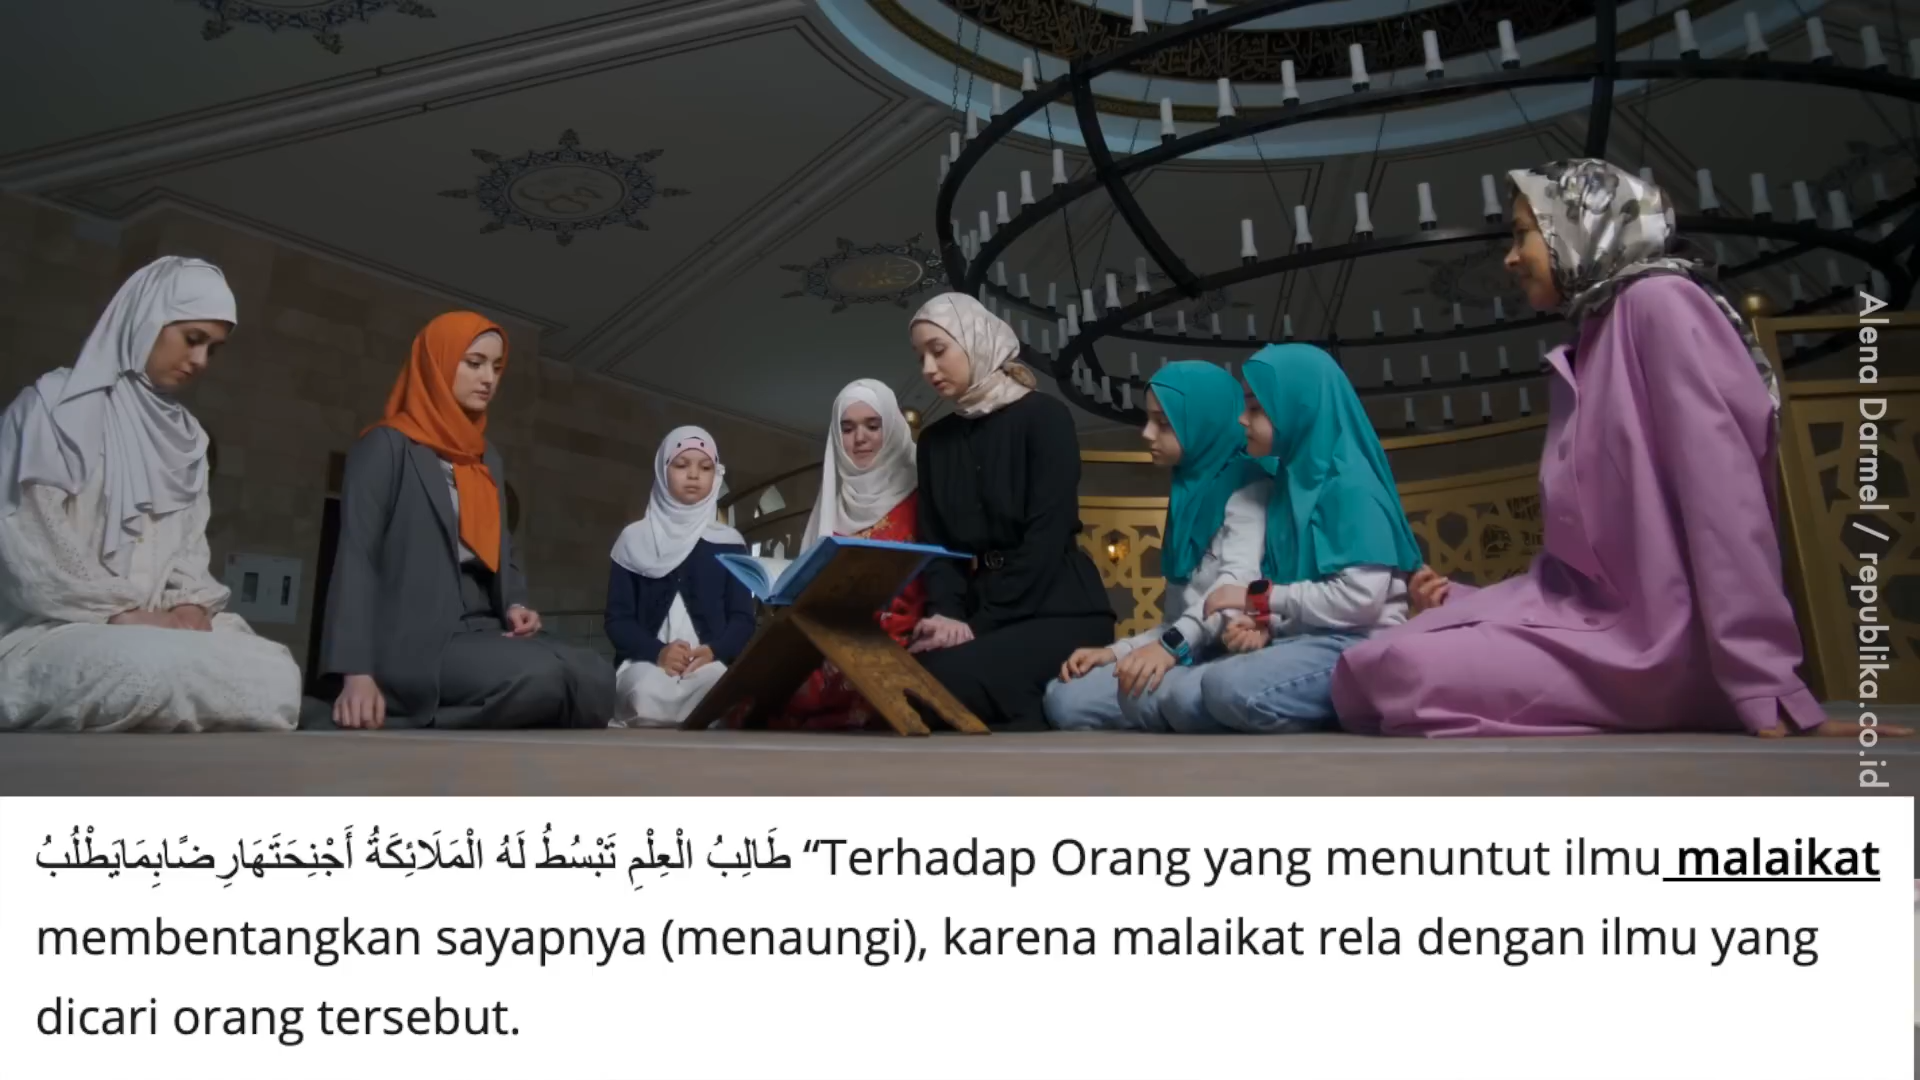 Alena Darmel / republika.co.id
طَالِبُ الْعِلْمِ تَبْسُطُ لَهُ الْمَلَائِكَةُ أَجْنِحَتَهَارِضًابِمَايَطْلُبُ “Terhadap Orang yang menuntut ilmu malaikat
membentangkan sayapnya (menaungi), karena malaikat rela dengan ilmu yang
dicari orang tersebut.